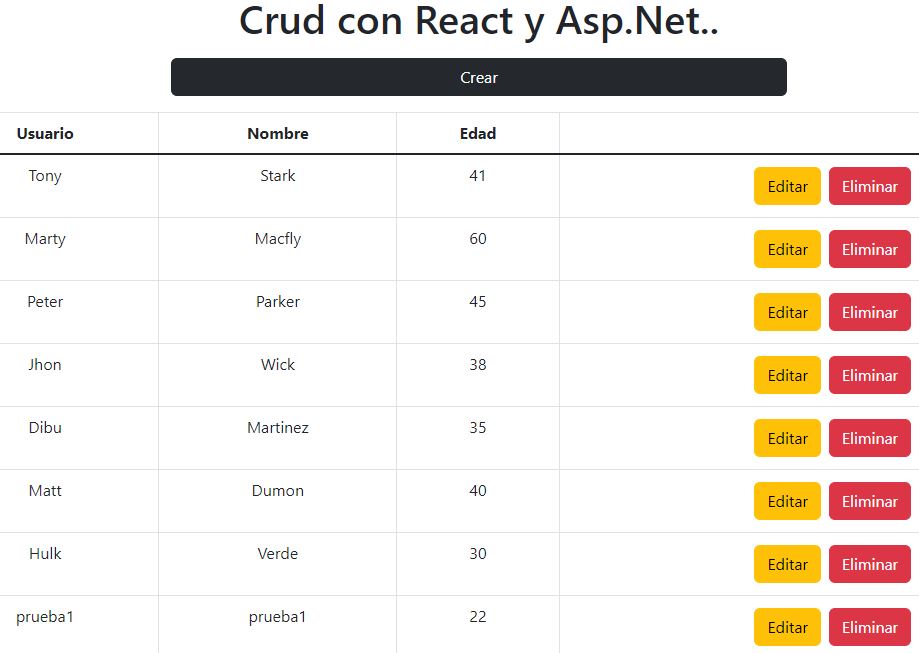 Crud con React y Asp.Net..
Crear
Usuario Nombre Edad
Tony Stark 41 Editar Eliminar
Marty Macfly 60 Editar Eliminar
Peter Parker 45 Editar Eliminar
Jhon Wick 38 Editar Eliminar
Dibu Martinez 35 Editar Eliminar
Matt Dumon 40 Editar Eliminar
Hulk Verde 30 Editar Eliminar
prueba1 prueba1 22 Editar Eliminar